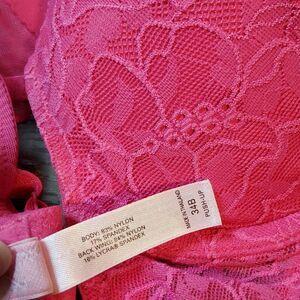 BODY: 83% NYLON
17% SPANDEX
BACK WING: 84% NYLON
16% LYCRA® SPANDEX
MADE IN THAILAND
34B
PUSH-UP